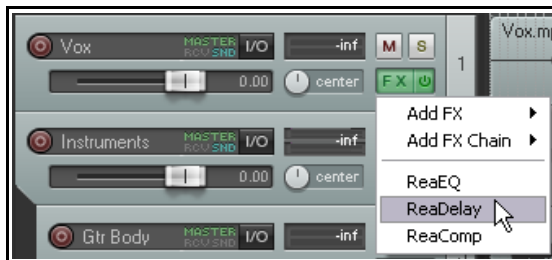 Vox MASTER RCV SND I/O -inf M S Vox.mp
0.00 center FX 1
Add FX
Add FX Chain
Instruments MASTER RCV SND I/O -inf
0.00 center
ReaEQ
ReaDelay
Gtr Body MASTER RCV SND I/O -inf
ReaComp